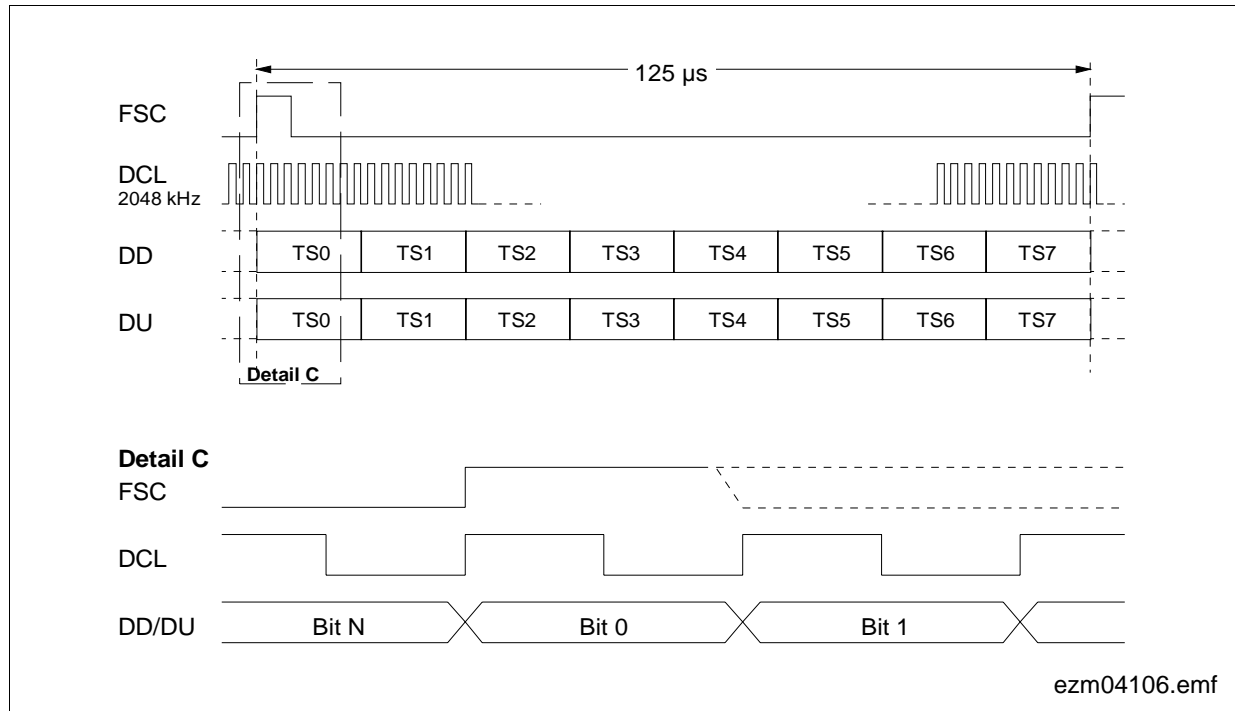 125 µs
FSC
DCL
2048 kHz
DD TS0 TS1 TS2 TS3 TS4 TS5 TS6 TS7
DU TS0 TS1 TS2 TS3 TS4 TS5 TS6 TS7
Detail C
Detail C
FSC
DCL
DD/DU Bit N Bit 0 Bit 1
ezm04106.emf